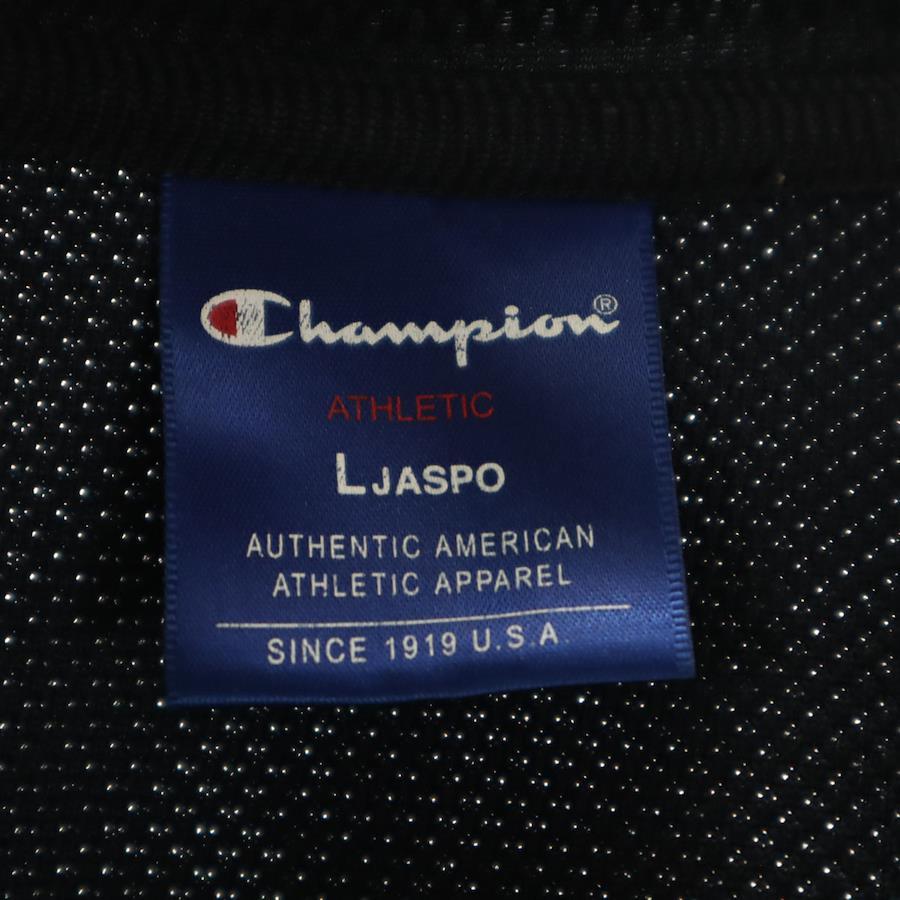 Champion®
ATHLETIC
L JASPO
AUTHENTIC AMERICAN
ATHLETIC APPAREL
SINCE 1919 U.S.A.